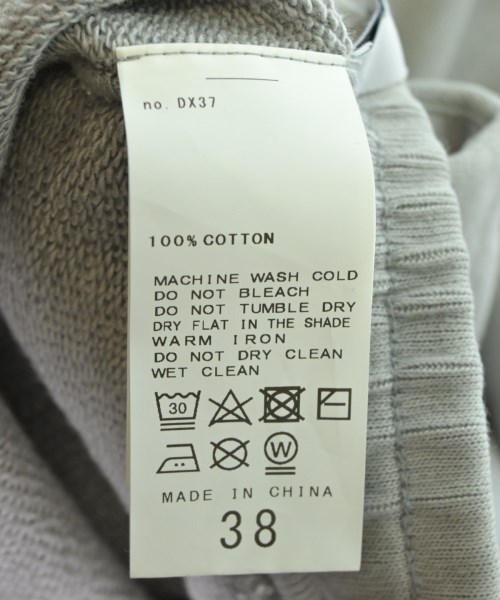 no. DX37
100% COTTON
MACHINE WASH COLD
DO NOT BLEACH
DO NOT TUMBLE DRY
DRY FLAT IN THE SHADE
WARM IRON
DO NOT DRY CLEAN
WET CLEAN
30
W
MADE IN CHINA
38